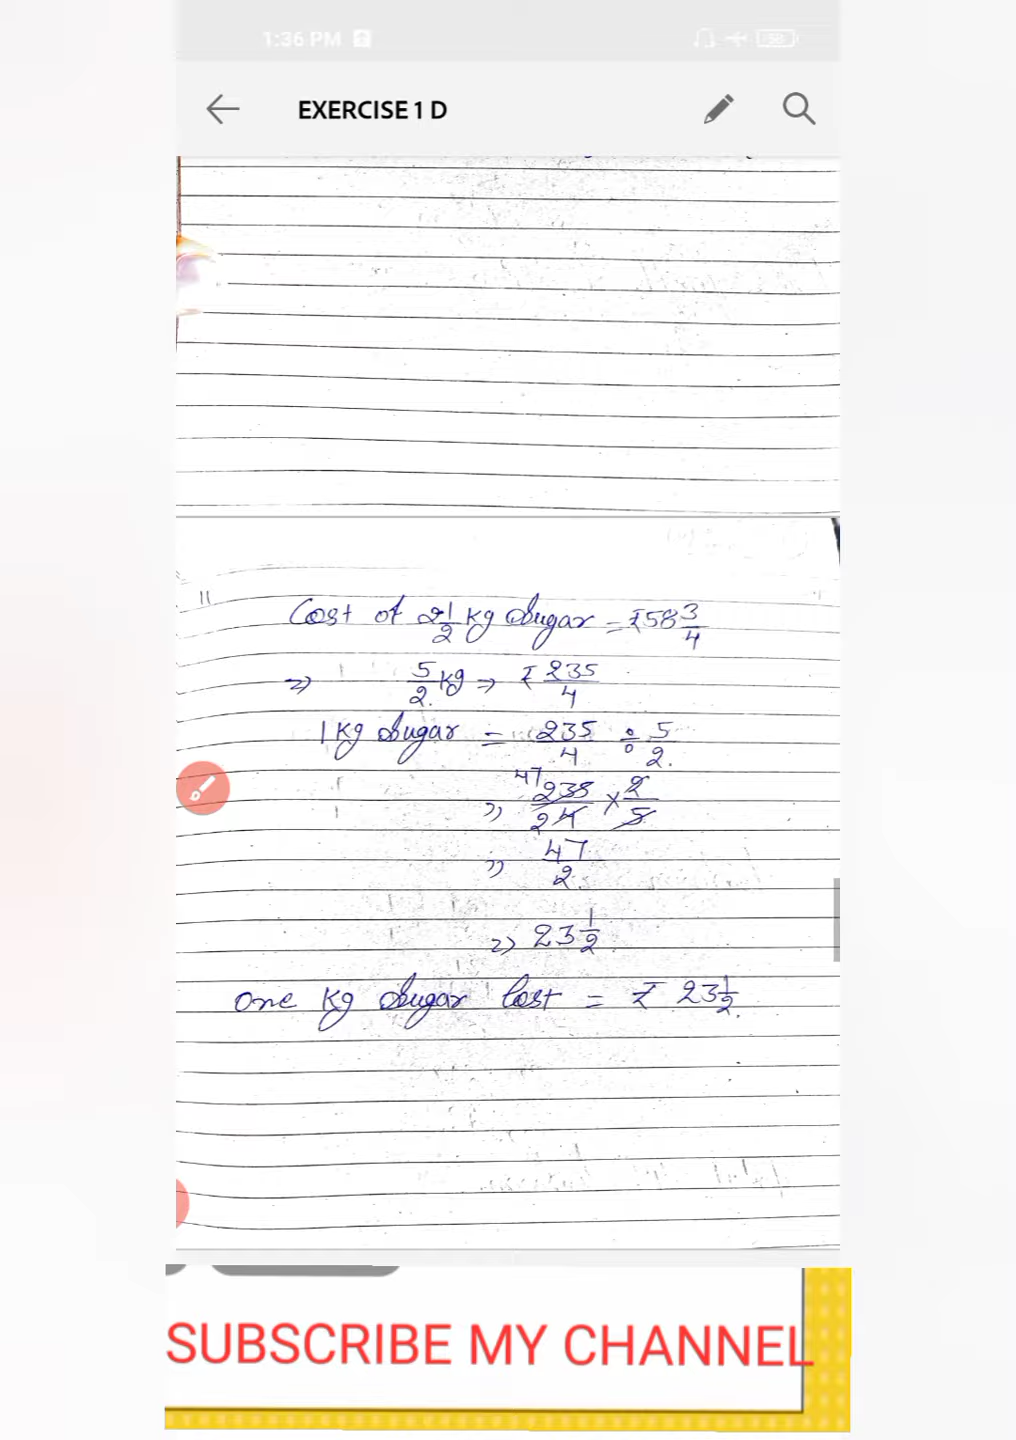 1:36 PM
EXERCISE 1 D
11
Cost of 2 1/2 kg Sugar = ₹58 3/4
=> 5/2 kg => ₹ 235/4
1 kg Sugar = 235/4 ÷ 5/2
=> 47 235/2 4 × 2/5
=> 47/2
=> 23 1/2
One kg Sugar Cost = ₹ 23 1/2
SUBSCRIBE MY CHANNEL